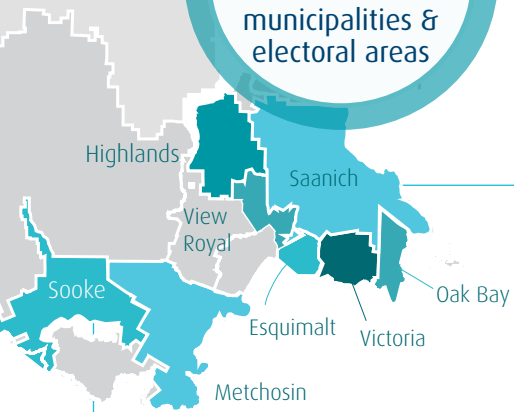 municipalities &
electoral areas
Highlands
Saanich
View
Royal
Sooke
Oak Bay
Esquimalt
Victoria
Metchosin